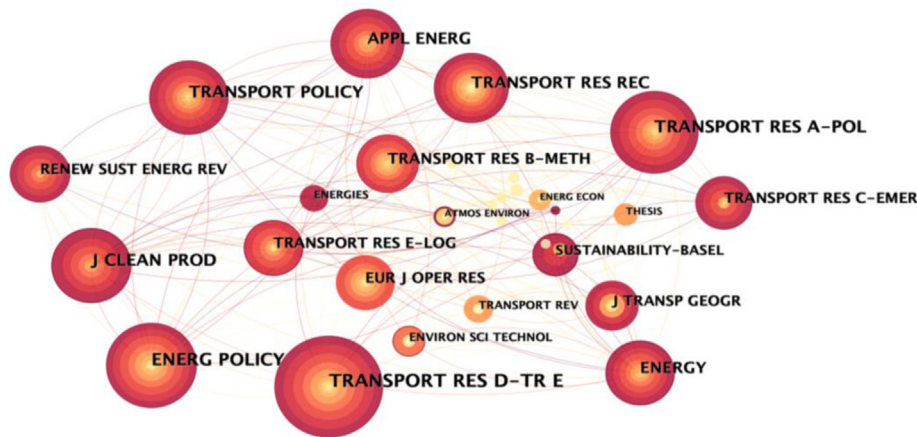 APPL ENERG
TRANSPORT RES REC
TRANSPORT POLICY
TRANSPORT RES A-POL
TRANSPORT RES B-METH
RENEW SUST ENERG REV
ENERGIES
ENERG ECON
TRANSPORT RES C-EMER
ATMOS ENVIRON
THESIS
TRANSPORT RES E-LOG
SUSTAINABILITY-BASEL
J CLEAN PROD
EUR J OPER RES
TRANSPORT REV
J TRANSP GEOGR
ENVIRON SCI TECHNOL
ENERG POLICY
ENERGY
TRANSPORT RES D-TR E